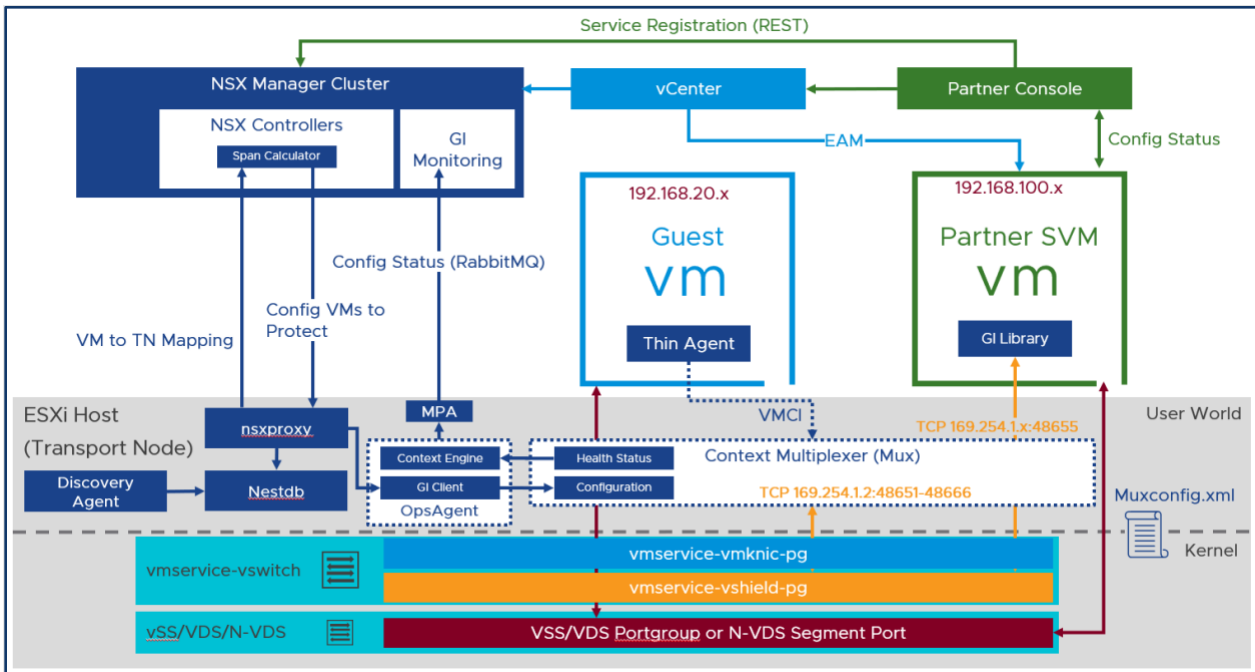 Service Registration (REST)
NSX Manager Cluster
vCenter
Partner Console
NSX Controllers
Span Calculator
GI
Monitoring
EAM
Config Status
192.168.20.x
Guest
vm
Thin Agent
192.168.100.x
Partner SVM
vm
GI Library
Config Status (RabbitMQ)
Config VMs to
Protect
VM to TN Mapping
ESXi Host
(Transport Node)
User World
MPA
VMCI
TCP 169.254.1.x:48655
nsxproxy
Discovery
Agent
Nestdb
Context Engine
GI Client
OpsAgent
Health Status
Configuration
Context Multiplexer (Mux)
TCP 169.254.1.2:48651-48666
Muxconfig.xml
Kernel
vmservice-vswitch
vmservice-vmknic-pg
vmservice-vshield-pg
vSS/VDS/N-VDS
VSS/VDS Portgroup or N-VDS Segment Port